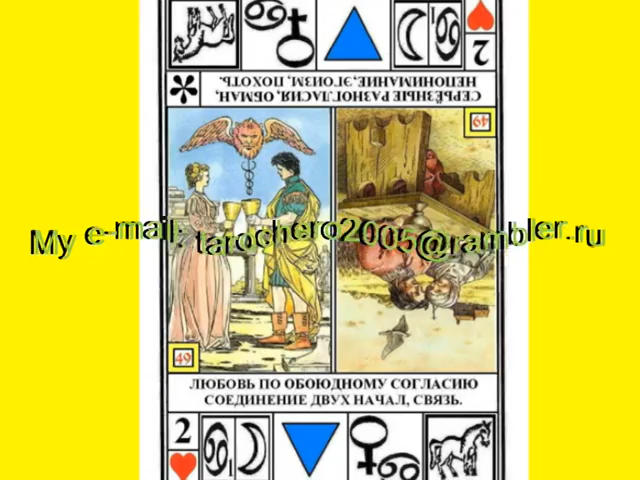 2
СЕРЬЁЗНЫЕ РАЗНОГЛАСИЯ, ОБМАН,
НЕПОНИМАНИЕ, ЭГОИЗМ, ПОХОТЬ.
49
My e-mail: tarochero2005@rambler.ru
49
ЛЮБОВЬ ПО ОБОЮДНОМУ СОГЛАСИЮ
СОЕДИНЕНИЕ ДВУХ НАЧАЛ, СВЯЗЬ.
2